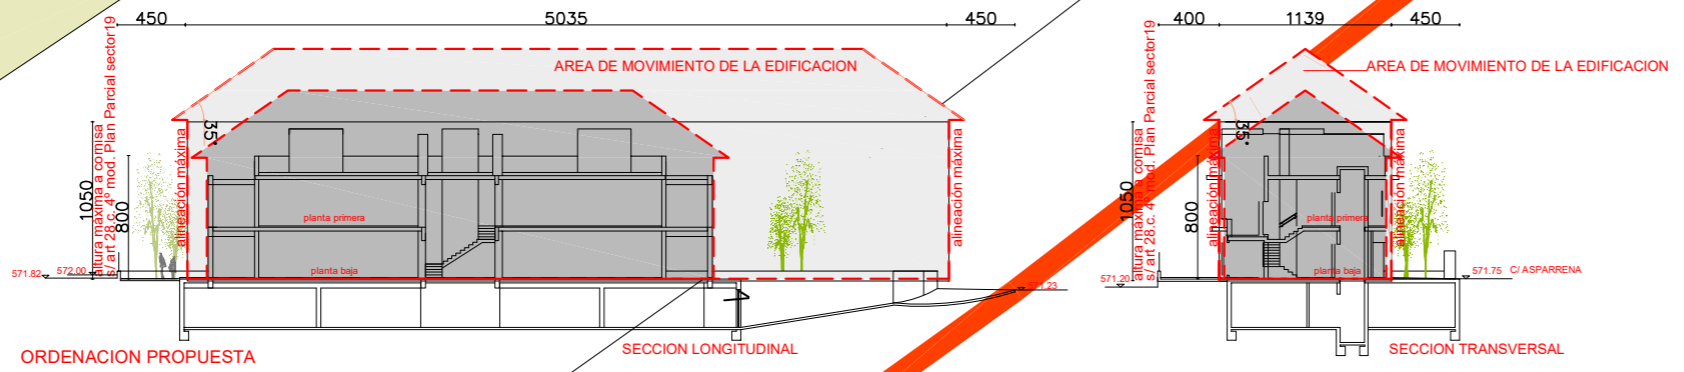 450
5035
450
AREA DE MOVIMIENTO DE LA EDIFICACION
35°
altura máxima a cornisa
s/ art 28.c. 4º mod. Plan Parcial sector19
alineación máxima
alineación máxima
1050
800
planta primera
planta baja
571.82
572.00
571.23
ORDENACION PROPUESTA
SECCION LONGITUDINAL
400
1139
450
AREA DE MOVIMIENTO DE LA EDIFICACION
35°
altura máxima a cornisa
s/ art 28.c. 4º mod. Plan Parcial sector19
alineación máxima
alineación máxima
1050
800
planta primera
planta baja
571.20
571.75
C/ ASPARRENA
SECCION TRANSVERSAL